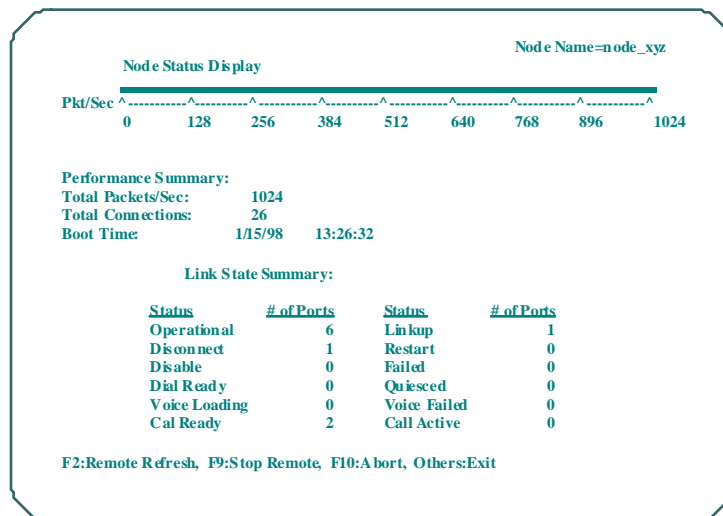 Node Name=node_xyz
Node Status Display
Pkt/Sec ^-----------^----------^-----------^----------^-----------^----------^-----------^-----------^
0 128 256 384 512 640 768 896 1024
Performance Summary:
Total Packets/Sec: 1024
Total Connections: 26
Boot Time: 1/15/98 13:26:32
Link State Summary:
Status # of Ports Status # of Ports
Operational 6 Linkup 1
Disconnect 1 Restart 0
Disable 0 Failed 0
Dial Ready 0 Quiesced 0
Voice Loading 0 Voice Failed 0
Cal Ready 2 Call Active 0
F2:Remote Refresh, F9:Stop Remote, F10:Abort, Others:Exit